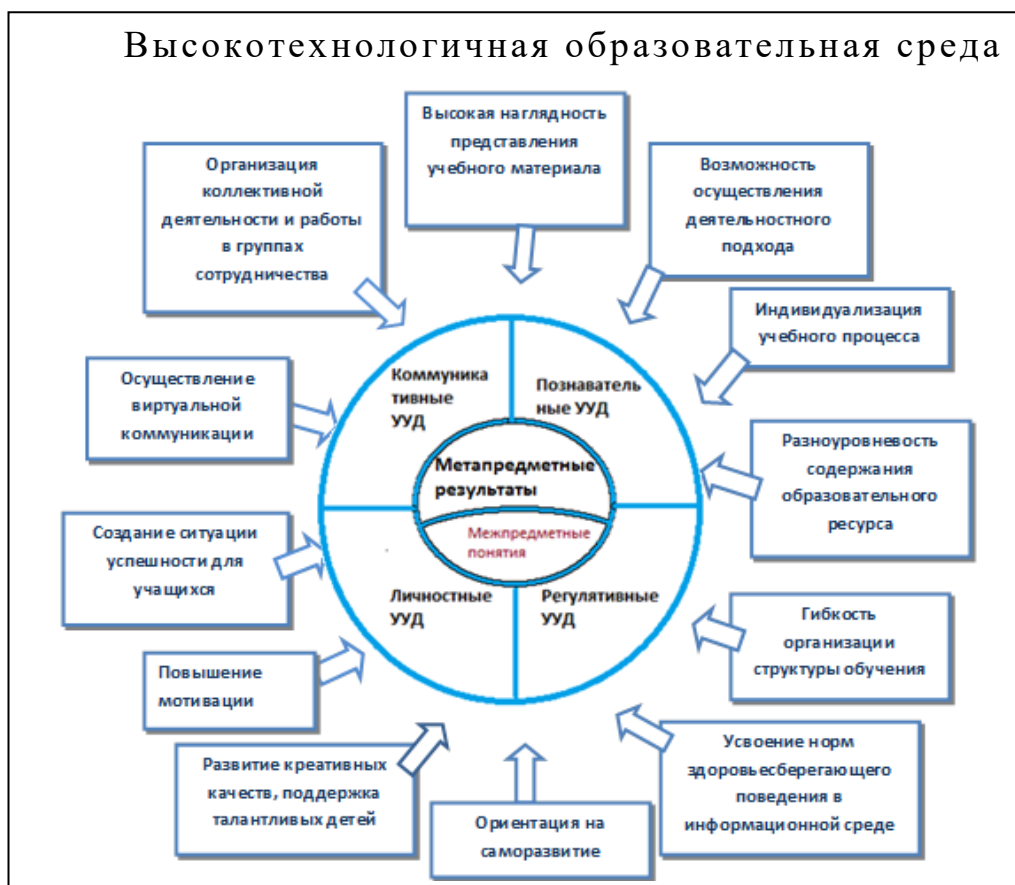 Высокотехнологичная образовательная среда
Высокая наглядность
представления
учебного материала
Организация
коллективной
деятельности и работы
в группах
сотрудничества
Возможность
осуществления
деятельностного
подхода
Индивидуализация
учебного процесса
Осуществление
виртуальной
коммуникации
Коммуника
тивные
УУД
Познаватель
ные УУД
Метапредметные
результаты
Межпредметные
понятия
Разноуровневость
содержания
образовательного
ресурса
Создание ситуации
успешности для
учащихся
Личностные
УУД
Регулятивные
УУД
Гибкость
организации
структуры обучения
Повышение
мотивации
Развитие креативных
качеств, поддержка
талантливых детей
Ориентация на
саморазвитие
Усвоение норм
здоровьесберегающего
поведения в
информационной среде